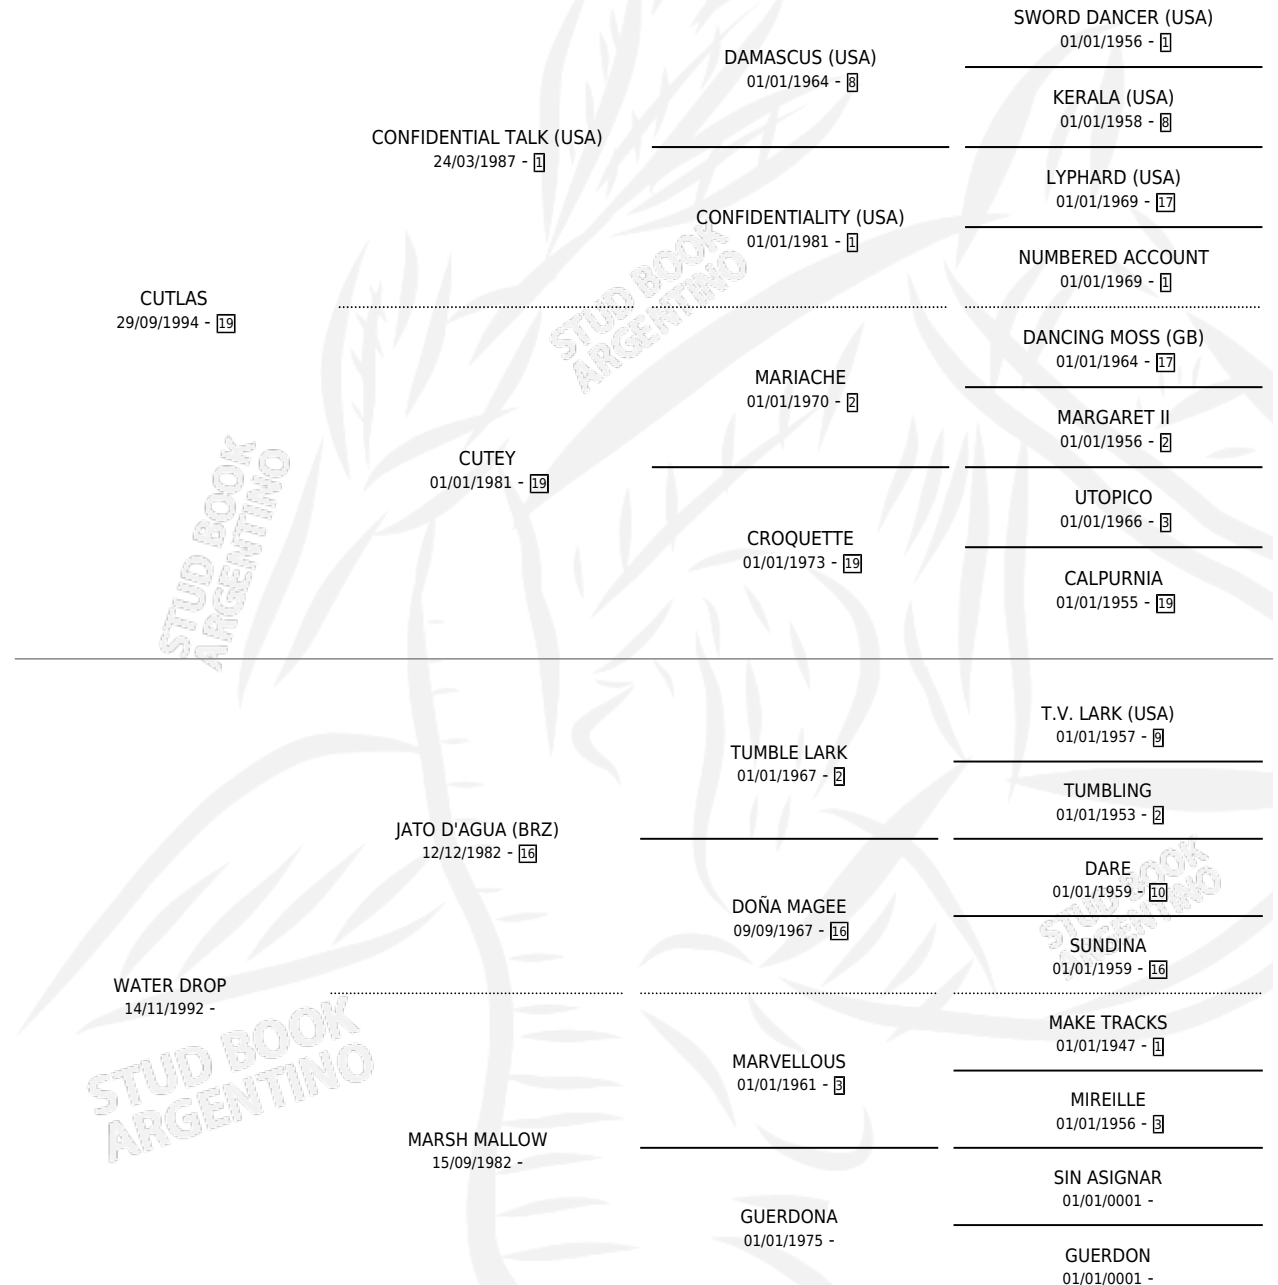 SWORD DANCER (USA)
01/01/1956 - 1
DAMASCUS (USA)
01/01/1964 - 8
KERALA (USA)
01/01/1958 - 8
CONFIDENTIAL TALK (USA)
24/03/1987 - 1
LYPHARD (USA)
01/01/1969 - 17
CONFIDENTIALITY (USA)
01/01/1981 - 1
NUMBERED ACCOUNT
01/01/1969 - 1
CUTLAS
29/09/1994 - 19
STUD BOOK
ARGENTINO
DANCING MOSS (GB)
01/01/1964 - 17
MARIACHE
01/01/1970 - 2
MARGARET II
01/01/1956 - 2
CUTEY
01/01/1981 - 19
UTOPICO
01/01/1966 - 3
CROQUETTE
01/01/1973 - 19
CALPURNIA
01/01/1955 - 19
STUD BOOK
ARGENTINO
T.V. LARK (USA)
01/01/1957 - 9
TUMBLE LARK
01/01/1967 - 2
TUMBLING
01/01/1953 - 2
JATO D'AGUA (BRZ)
12/12/1982 - 16
DARE
01/01/1959 - 10
DOÑA MAGEE
09/09/1967 - 16
STUD BOOK
ARGENTINO
SUNDINA
01/01/1959 - 16
WATER DROP
14/11/1992 -
STUD BOOK
ARGENTINO
MAKE TRACKS
01/01/1947 - 1
MARVELLOUS
01/01/1961 - 3
MIREILLE
01/01/1956 - 3
MARSH MALLOW
15/09/1982 -
SIN ASIGNAR
01/01/0001 -
GUERDONA
01/01/1975 -
GUERDON
01/01/0001 -